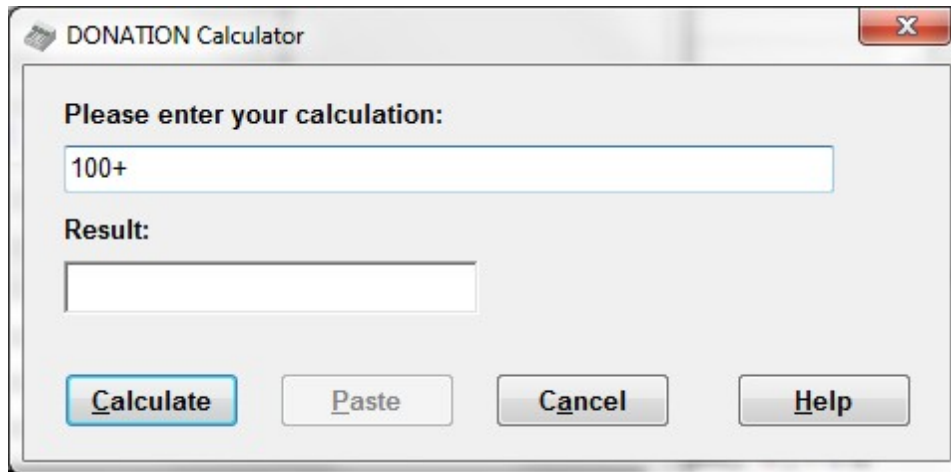 DONATION Calculator
Please enter your calculation:
100+
Result:
Calculate Paste Cancel Help